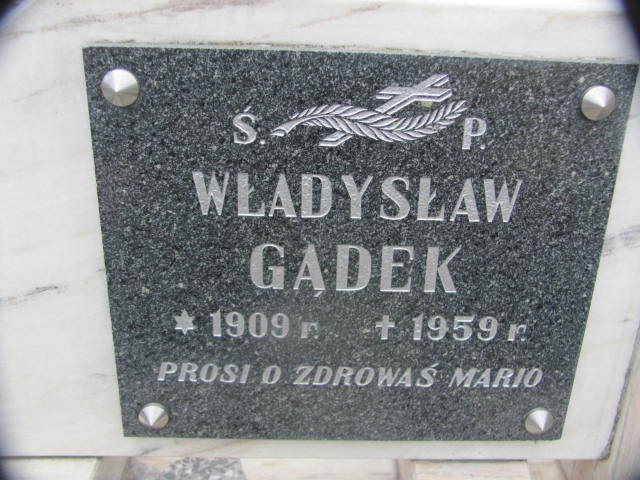 Ś. P.
WŁADYSŁAW
GĄDEK
✶ 1909 r. ✝ 1959 r.
PROSI O ZDROWAŚ MARIO